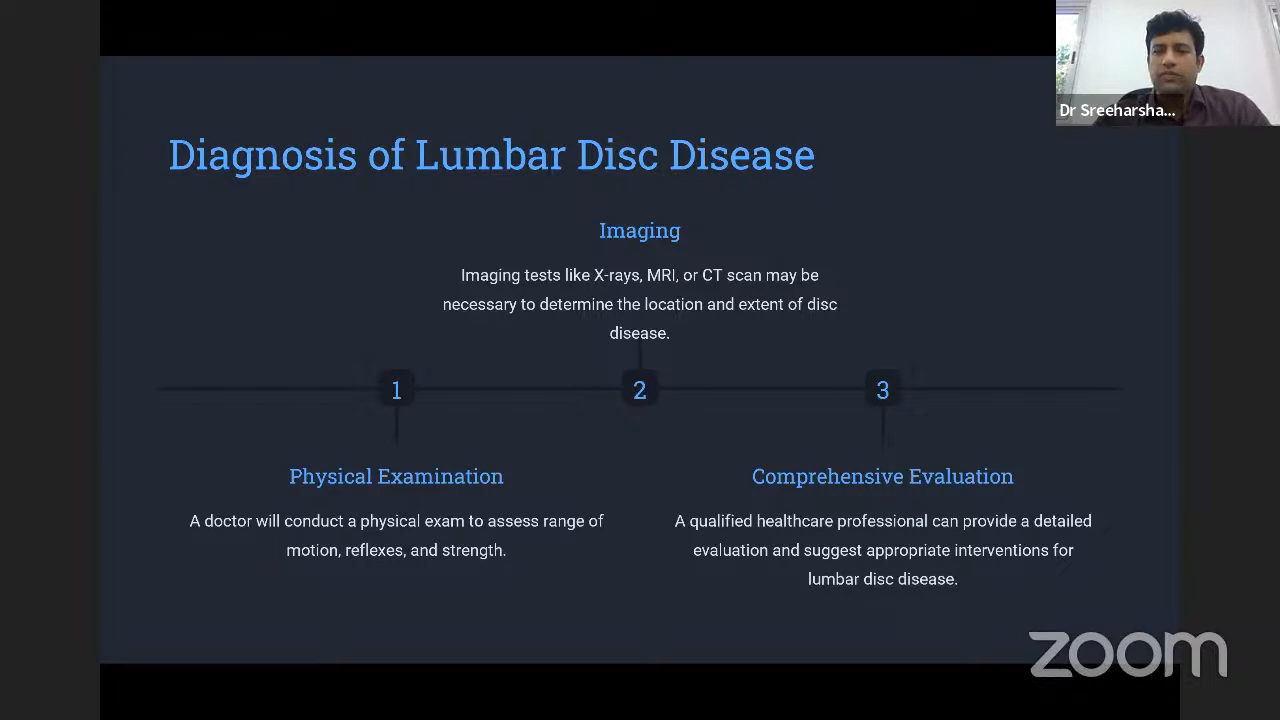 Dr Sreeharsha...
Diagnosis of Lumbar Disc Disease
Imaging
Imaging tests like X-rays, MRI, or CT scan may be
necessary to determine the location and extent of disc
disease.
1
2
3
Physical Examination
A doctor will conduct a physical exam to assess range of
motion, reflexes, and strength.
Comprehensive Evaluation
A qualified healthcare professional can provide a detailed
evaluation and suggest appropriate interventions for
lumbar disc disease.
zoom